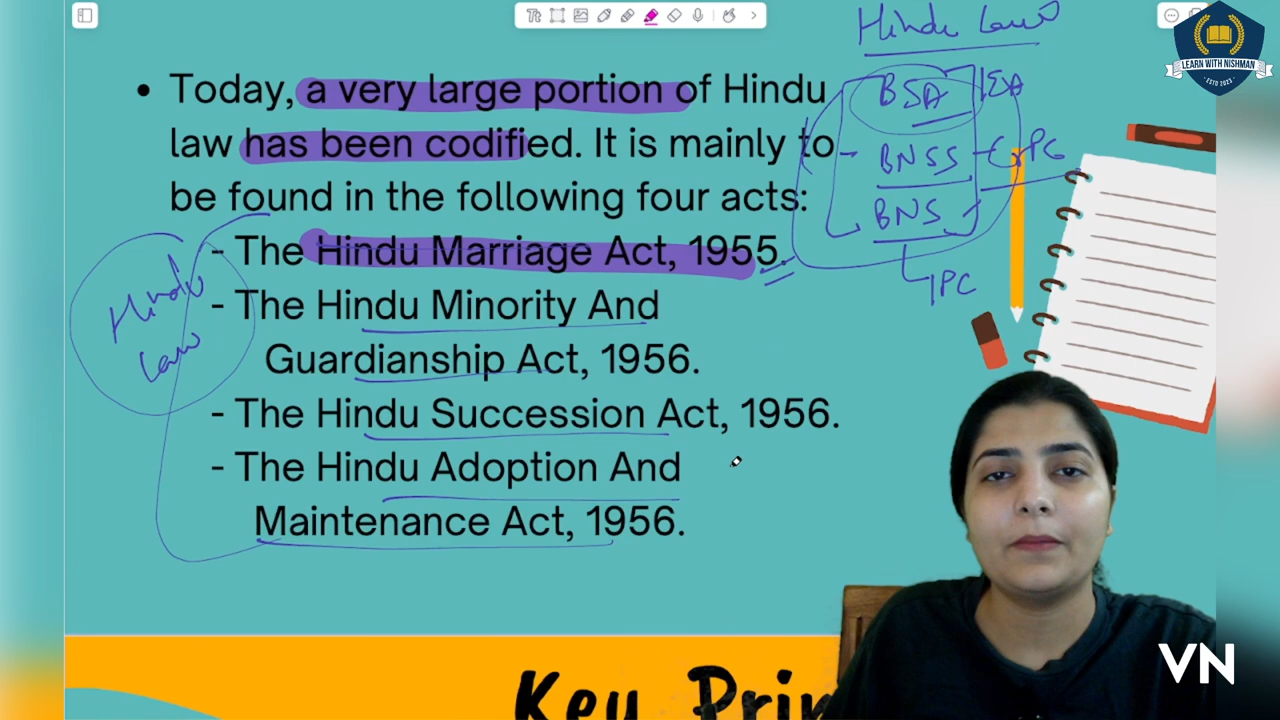 Hindu Law
LEARN WITH NISHMAN
ESTD 2023
• Today, a very large portion of Hindu
law has been codified. It is mainly to
be found in the following four acts:
- The Hindu Marriage Act, 1955.
- The Hindu Minority And
Guardianship Act, 1956.
- The Hindu Succession Act, 1956.
- The Hindu Adoption And
Maintenance Act, 1956.
BSA IEA
- BNSS - CrPC
BNS
IPC
Hindu
Law
Key Prin
VN